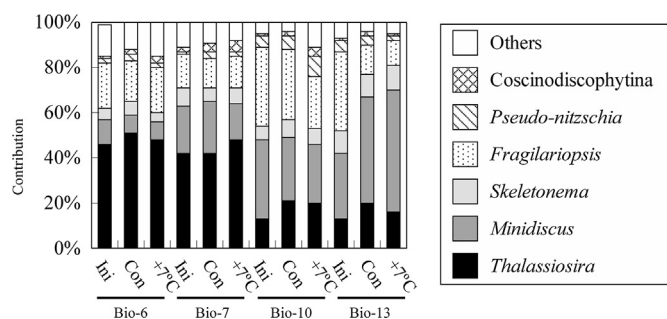 100%
80%
60%
40%
20%
0%
Contribution
Ini Con +7°C Ini Con +7°C Ini Con +7°C Ini Con +7°C
Bio-6 Bio-7 Bio-10 Bio-13
Others
Coscinodiscophytina
Pseudo-nitzschia
Fragilariopsis
Skeletonema
Minidiscus
Thalassiosira